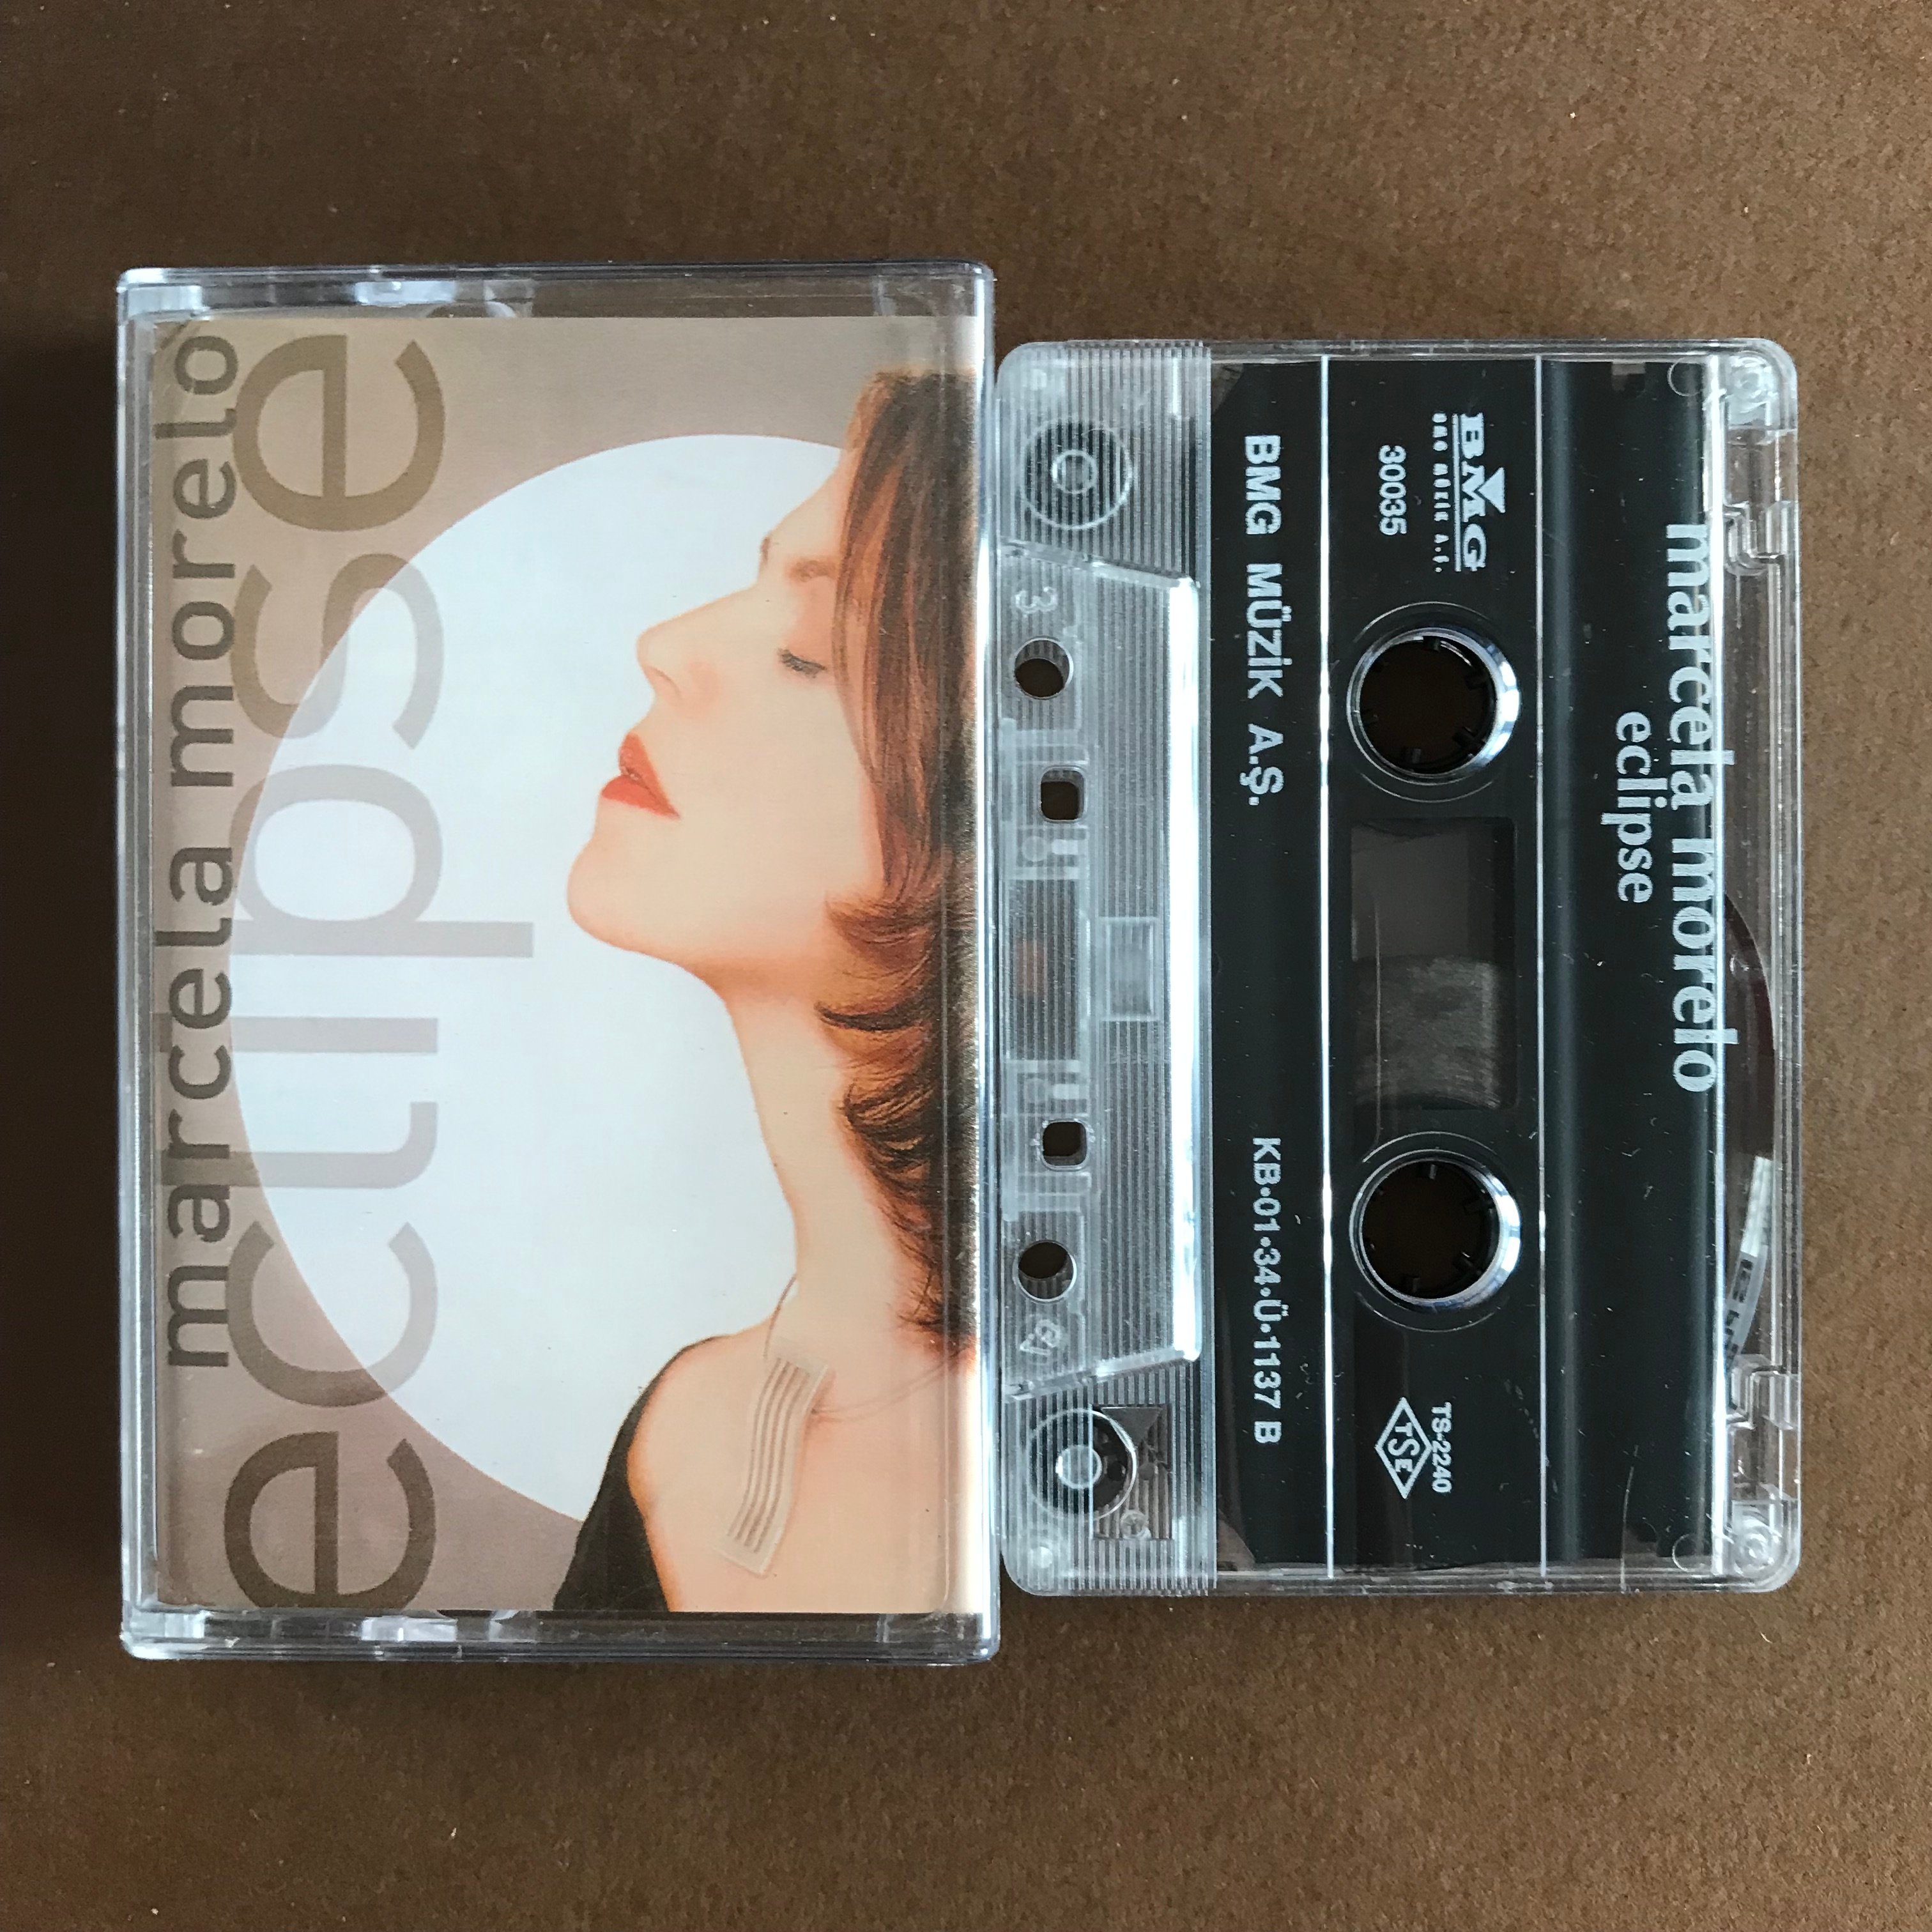 marcela morelo
eclipse
marcela morelo
eclipse
BMG
BMG MÜZİK A.Ş.
30035
TS•2240
TSE
BMG MÜZİK A.Ş. KB•01•34•Ü•1137 B